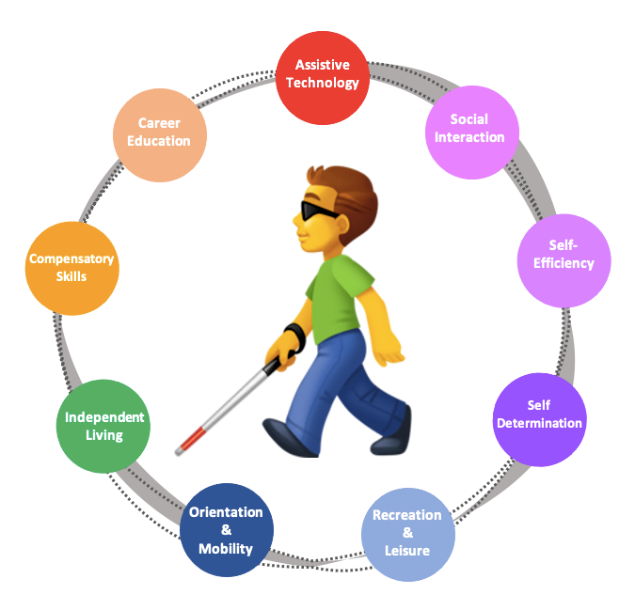 Assistive
Technology
Social
Interaction
Self-
Efficiency
Self
Determination
Recreation
&
Leisure
Orientation
&
Mobility
Independent
Living
Compensatory
Skills
Career
Education